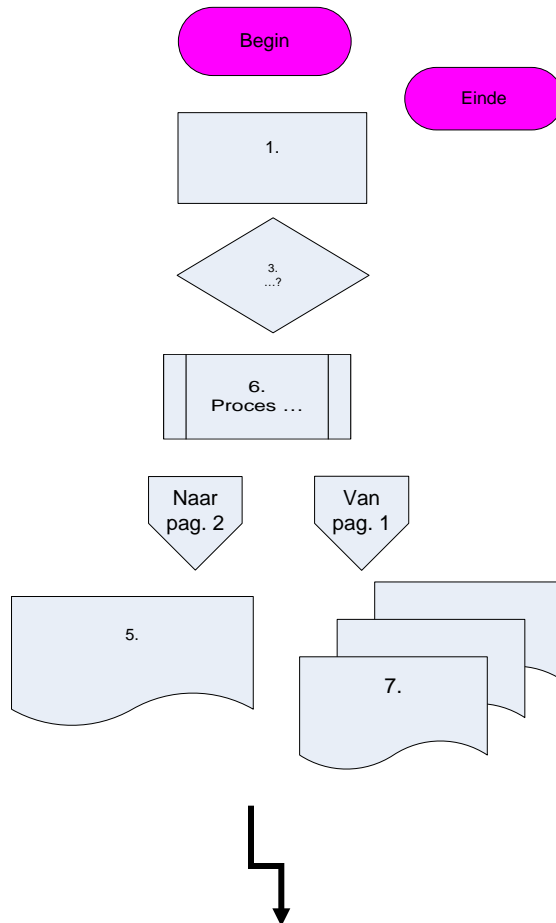 Begin
Einde
1.
3.
...?
6.
Proces ...
Naar
pag. 2
Van
pag. 1
5.
7.